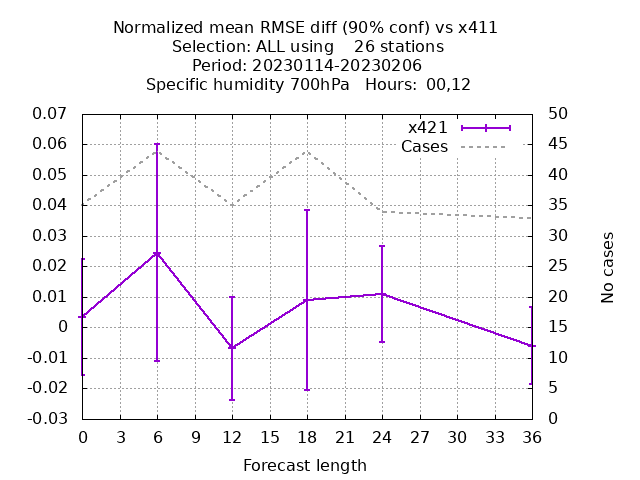 Normalized mean RMSE diff (90% conf) vs x411
Selection: ALL using    26 stations
Period: 20230114-20230206
Specific humidity 700hPa   Hours:  00,12
x421
Cases
0.07
0.06
0.05
0.04
0.03
0.02
0.01
0
-0.01
-0.02
-0.03
50
45
40
35
30
25
20
15
10
5
0
No cases
0 3 6 9 12 15 18 21 24 27 30 33 36
Forecast length